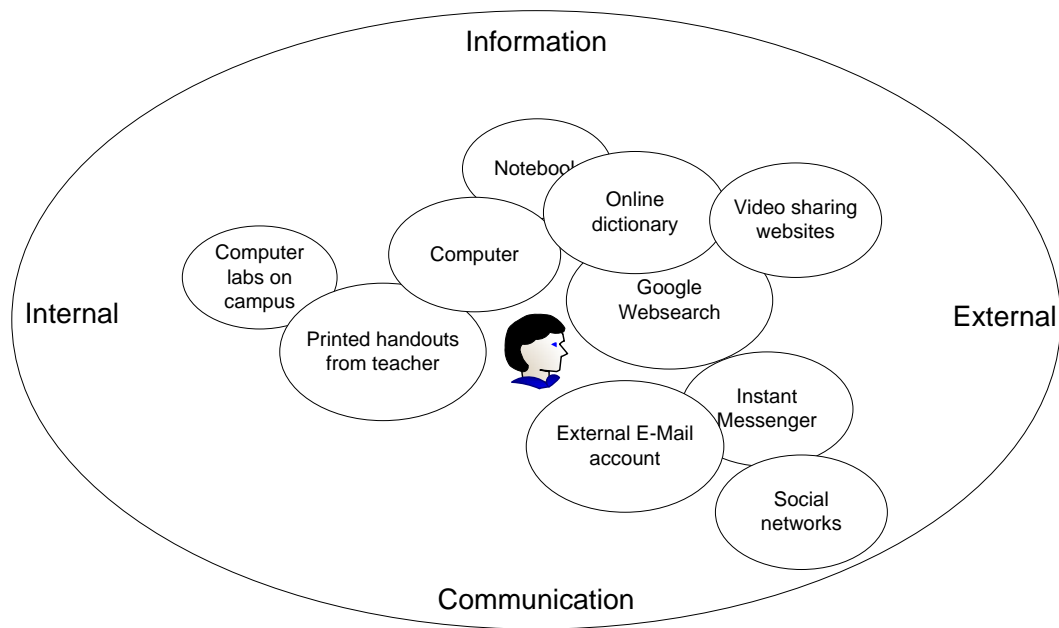 Information
Notebook
Online
dictionary
Video sharing
websites
Computer
Computer
labs on
campus
Google
Websearch
Internal
External
Printed handouts
from teacher
Instant
Messenger
External E-Mail
account
Social
networks
Communication